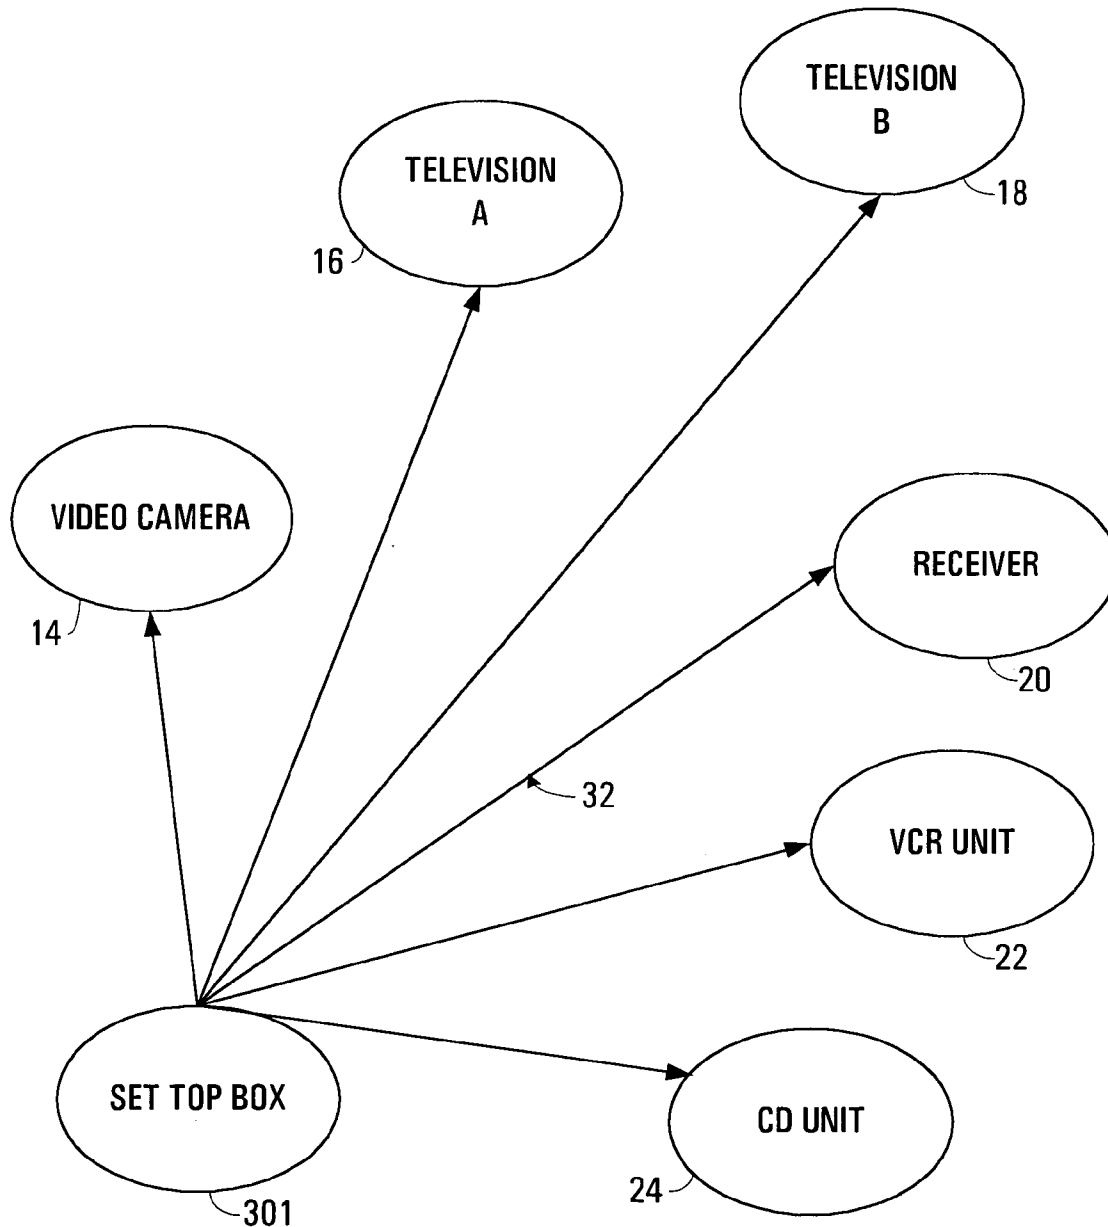 TELEVISION
B
18
TELEVISION
A
16
VIDEO CAMERA
14
RECEIVER
20
32
VCR UNIT
22
SET TOP BOX
301
CD UNIT
24